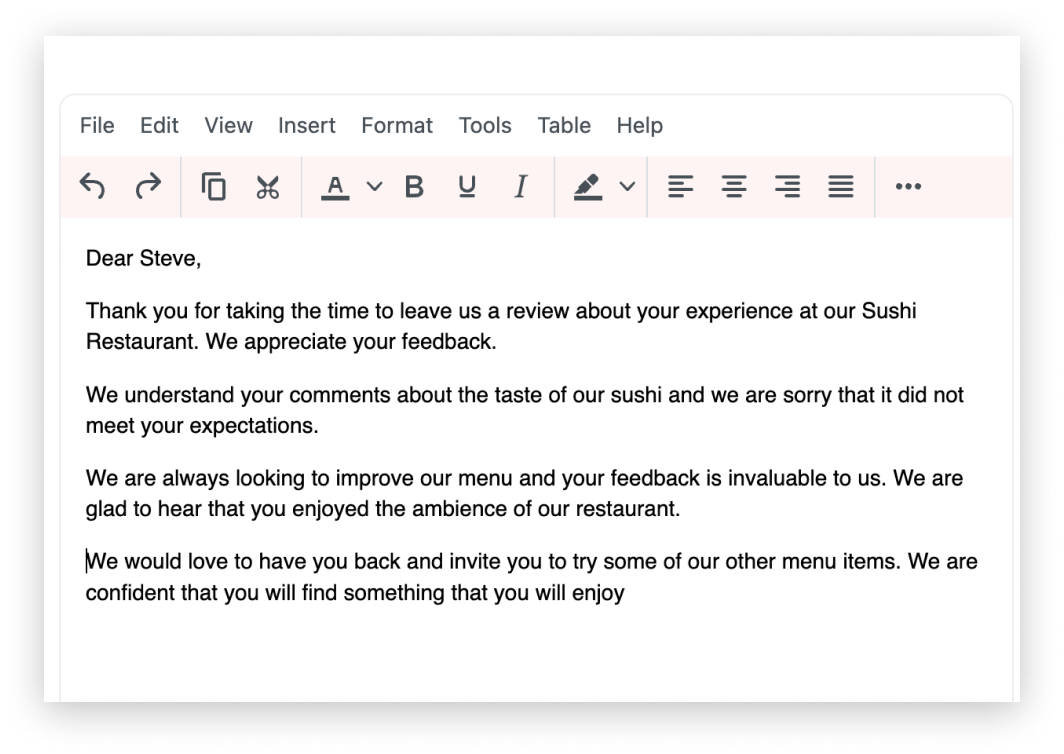 File Edit View Insert Format Tools Table Help
A B U I
Dear Steve,
Thank you for taking the time to leave us a review about your experience at our Sushi
Restaurant. We appreciate your feedback.
We understand your comments about the taste of our sushi and we are sorry that it did not
meet your expectations.
We are always looking to improve our menu and your feedback is invaluable to us. We are
glad to hear that you enjoyed the ambience of our restaurant.
We would love to have you back and invite you to try some of our other menu items. We are
confident that you will find something that you will enjoy